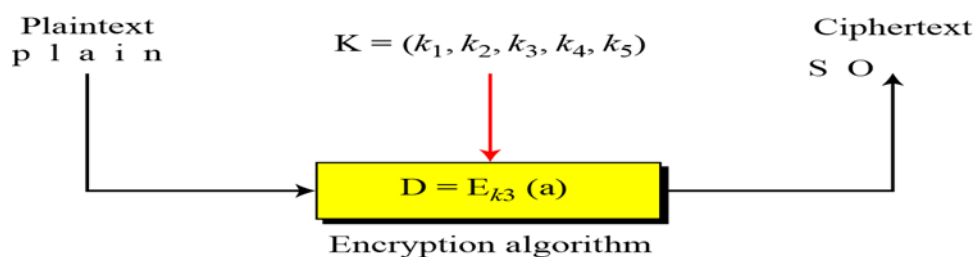 Plaintext
p l a i n
K = (k1, k2, k3, k4, k5)
Ciphertext
S O
D = Ek3 (a)
Encryption algorithm